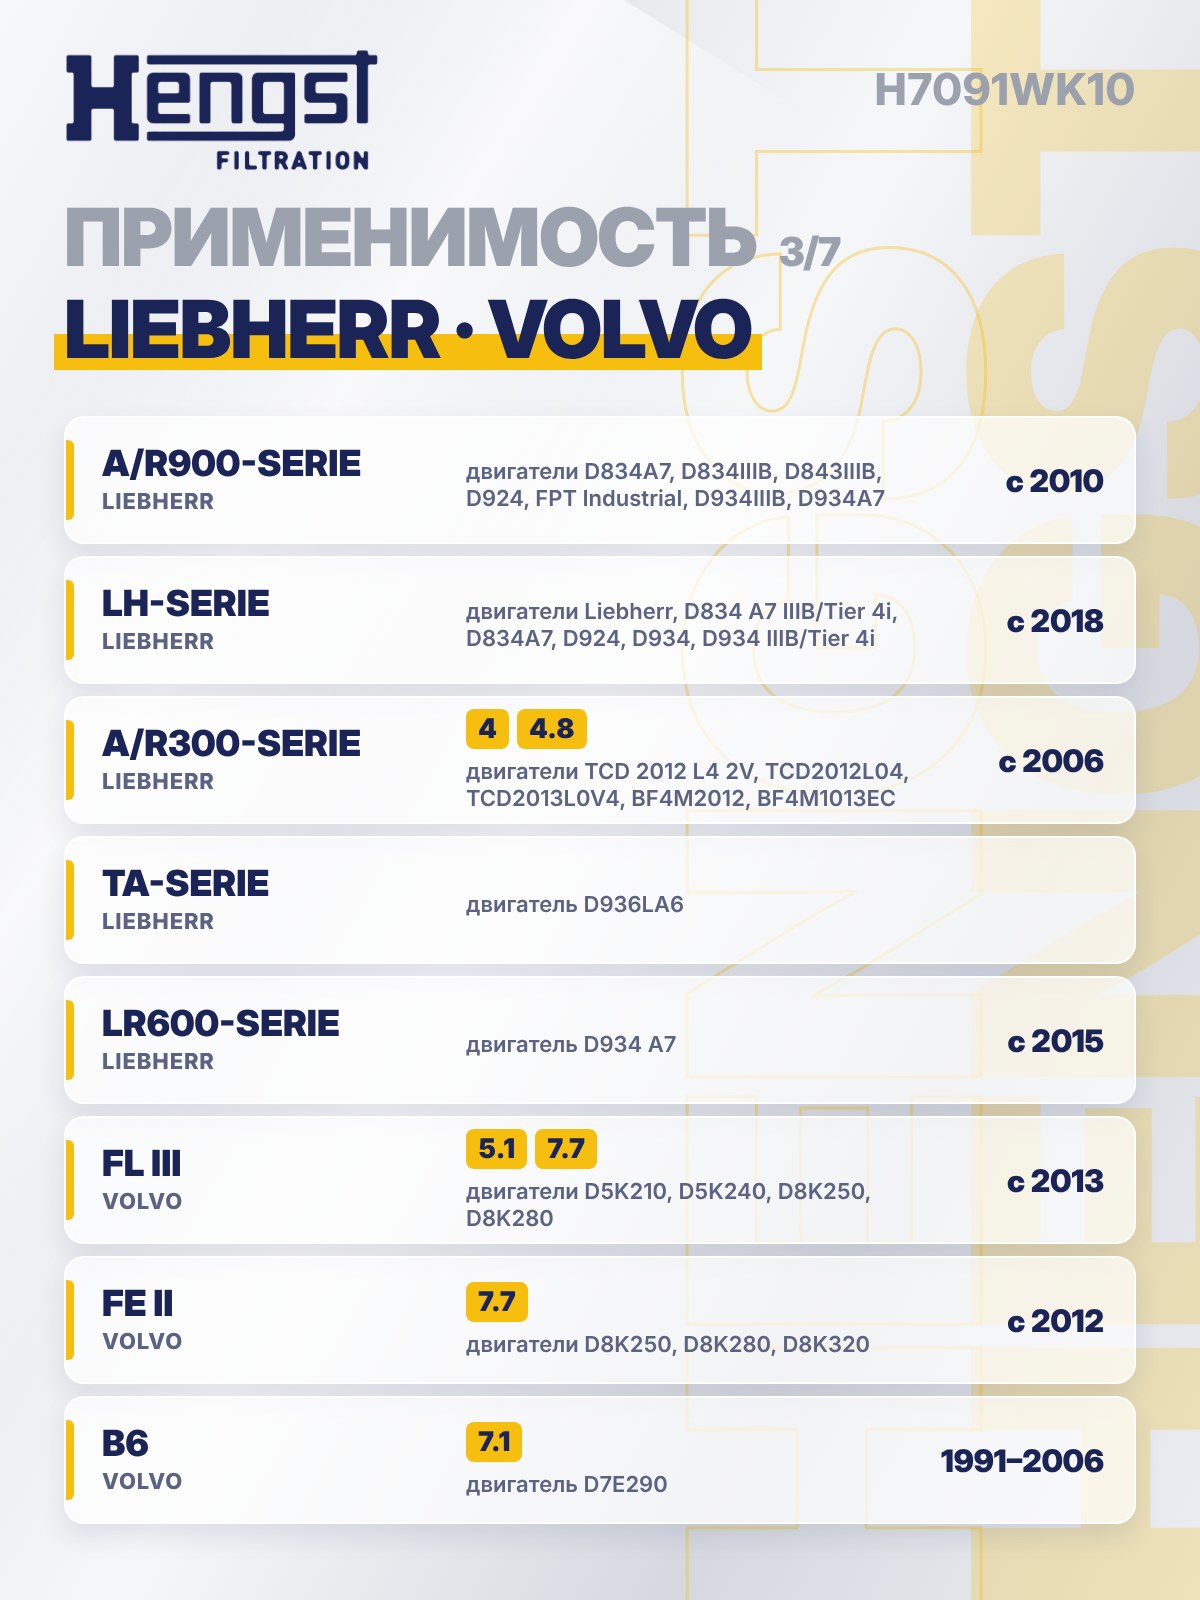 Hengst
FILTRATION
H7091WK10
ПРИМЕНИМОСТЬ 3/7
LIEBHERR · VOLVO
A/R900-SERIE
LIEBHERR
двигатели D834A7, D834IIIB, D843IIIB,
D924, FPT Industrial, D934IIIB, D934A7
с 2010
LH-SERIE
LIEBHERR
двигатели Liebherr, D834 A7 IIIB/Tier 4i,
D834A7, D924, D934, D934 IIIB/Tier 4i
с 2018
A/R300-SERIE
LIEBHERR
4 4.8
двигатели TCD 2012 L4 2V, TCD2012L04,
TCD2013L0V4, BF4M2012, BF4M1013EC
с 2006
TA-SERIE
LIEBHERR
двигатель D936LA6
LR600-SERIE
LIEBHERR
двигатель D934 A7
с 2015
FL III
VOLVO
5.1 7.7
двигатели D5K210, D5K240, D8K250,
D8K280
с 2013
FE II
VOLVO
7.7
двигатели D8K250, D8K280, D8K320
с 2012
B6
VOLVO
7.1
двигатель D7E290
1991–2006
HENGST